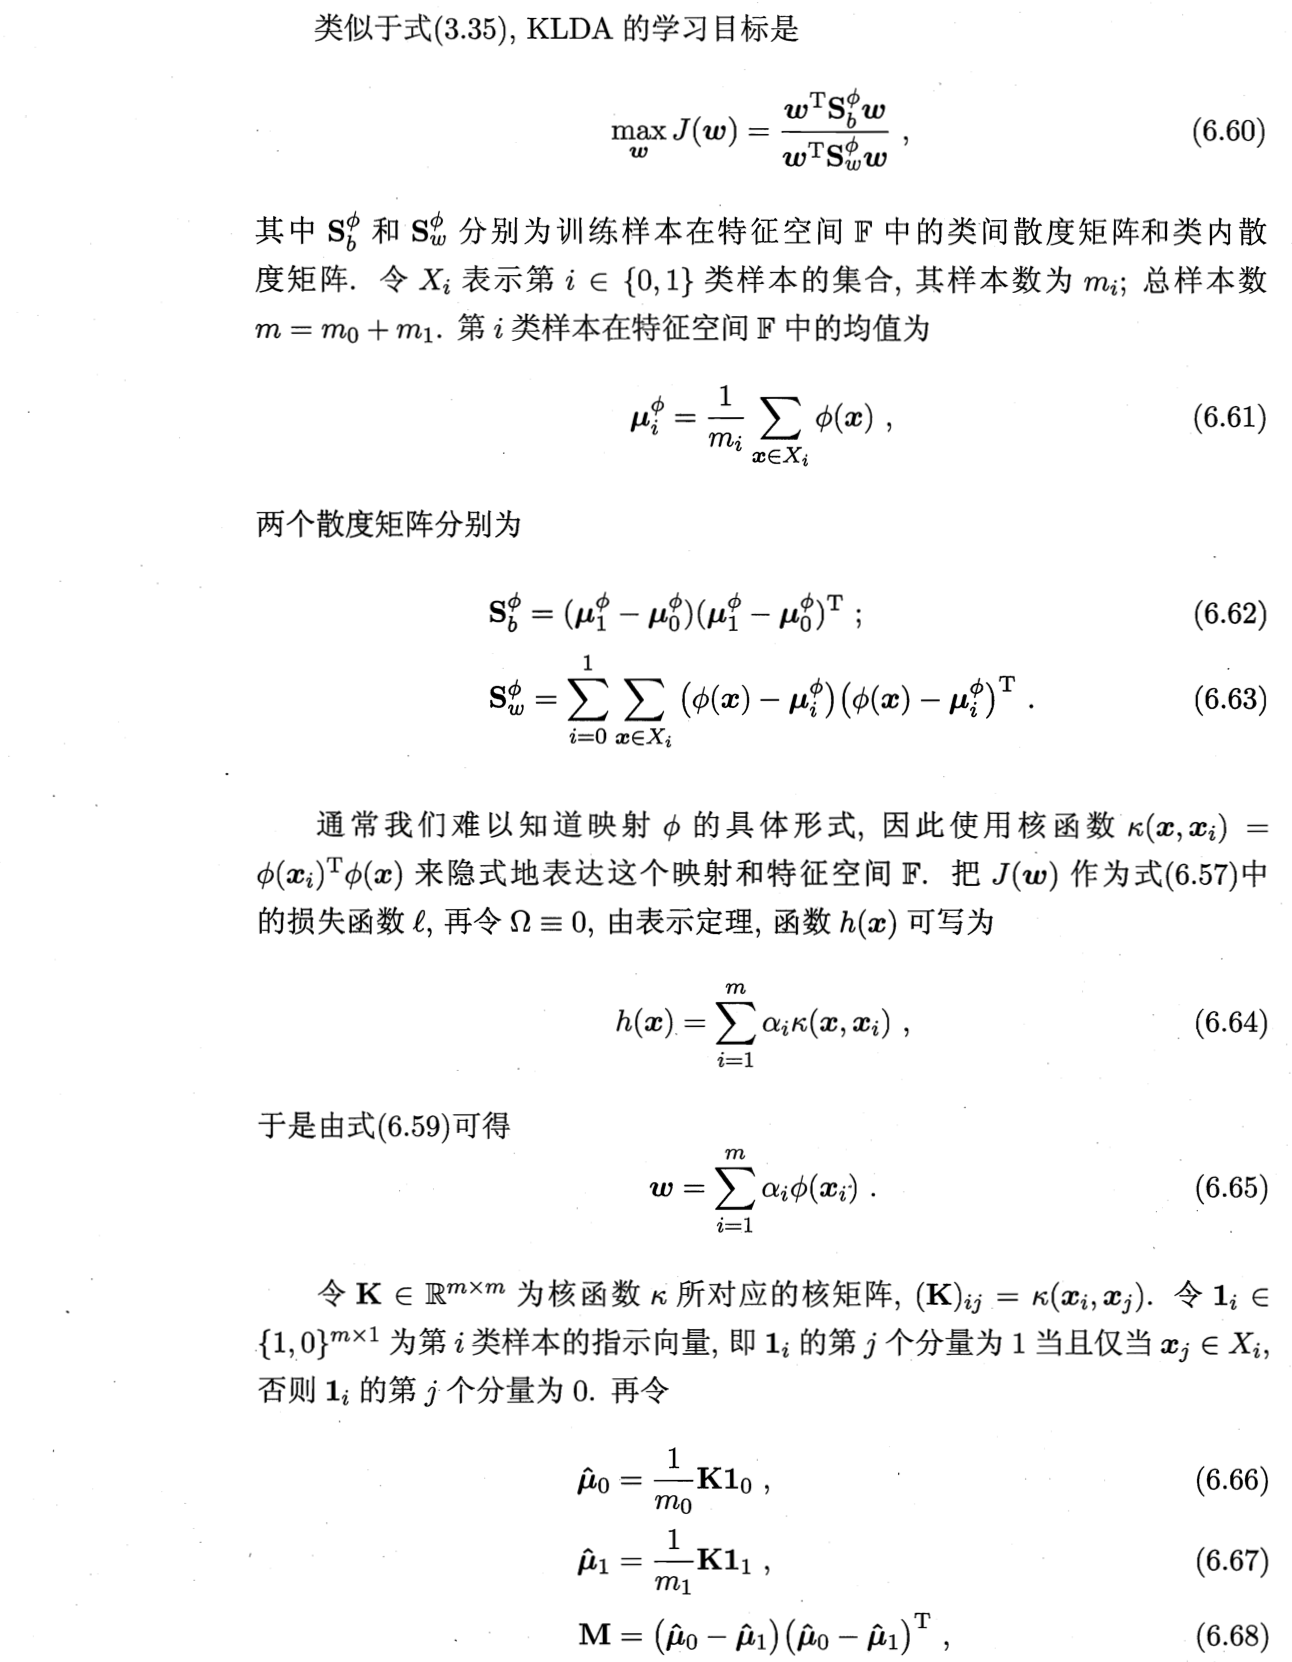 类似于式(3.35), KLDA 的学习目标是
$\max_{\boldsymbol{w}} J(\boldsymbol{w}) = \frac{\boldsymbol{w}^{\mathrm{T}}\mathbf{S}_b^{\phi}\boldsymbol{w}}{\boldsymbol{w}^{\mathrm{T}}\mathbf{S}_w^{\phi}\boldsymbol{w}}$ , (6.60)
其中 $\mathbf{S}_b^{\phi}$ 和 $\mathbf{S}_w^{\phi}$ 分别为训练样本在特征空间 $\mathbb{F}$ 中的类间散度矩阵和类内散
度矩阵. 令 $X_i$ 表示第 $i \in \{0,1\}$ 类样本的集合, 其样本数为 $m_i$; 总样本数
$m = m_0 + m_1$. 第 $i$ 类样本在特征空间 $\mathbb{F}$ 中的均值为
$\boldsymbol{\mu}_i^{\phi} = \frac{1}{m_i} \sum_{\boldsymbol{x} \in X_i} \phi(\boldsymbol{x})$ , (6.61)
两个散度矩阵分别为
$\mathbf{S}_b^{\phi} = (\boldsymbol{\mu}_1^{\phi} - \boldsymbol{\mu}_0^{\phi})(\boldsymbol{\mu}_1^{\phi} - \boldsymbol{\mu}_0^{\phi})^{\mathrm{T}}$ ; (6.62)
$\mathbf{S}_w^{\phi} = \sum_{i=0}^{1} \sum_{\boldsymbol{x} \in X_i} (\phi(\boldsymbol{x}) - \boldsymbol{\mu}_i^{\phi})(\phi(\boldsymbol{x}) - \boldsymbol{\mu}_i^{\phi})^{\mathrm{T}}$ . (6.63)
通常我们难以知道映射 $\phi$ 的具体形式, 因此使用核函数 $\kappa(\boldsymbol{x}, \boldsymbol{x}_i) =$
$\phi(\boldsymbol{x}_i)^{\mathrm{T}}\phi(\boldsymbol{x})$ 来隐式地表达这个映射和特征空间 $\mathbb{F}$. 把 $J(\boldsymbol{w})$ 作为式(6.57)中
的损失函数 $\ell$, 再令 $\Omega \equiv 0$, 由表示定理, 函数 $h(\boldsymbol{x})$ 可写为
$h(\boldsymbol{x}) = \sum_{i=1}^{m} \alpha_i \kappa(\boldsymbol{x}, \boldsymbol{x}_i)$ , (6.64)
于是由式(6.59)可得
$\boldsymbol{w} = \sum_{i=1}^{m} \alpha_i \phi(\boldsymbol{x}_i)$ . (6.65)
令 $\mathbf{K} \in \mathbb{R}^{m \times m}$ 为核函数 $\kappa$ 所对应的核矩阵, $(\mathbf{K})_{ij} = \kappa(\boldsymbol{x}_i, \boldsymbol{x}_j)$. 令 $\mathbf{1}_i \in$
$\{1,0\}^{m \times 1}$ 为第 $i$ 类样本的指示向量, 即 $\mathbf{1}_i$ 的第 $j$ 个分量为 1 当且仅当 $\boldsymbol{x}_j \in X_i$,
否则 $\mathbf{1}_i$ 的第 $j$ 个分量为 0. 再令
$\hat{\boldsymbol{\mu}}_0 = \frac{1}{m_0}\mathbf{K}\mathbf{1}_0$ , (6.66)
$\hat{\boldsymbol{\mu}}_1 = \frac{1}{m_1}\mathbf{K}\mathbf{1}_1$ , (6.67)
$\mathbf{M} = (\hat{\boldsymbol{\mu}}_0 - \hat{\boldsymbol{\mu}}_1)(\hat{\boldsymbol{\mu}}_0 - \hat{\boldsymbol{\mu}}_1)^{\mathrm{T}}$ , (6.68)